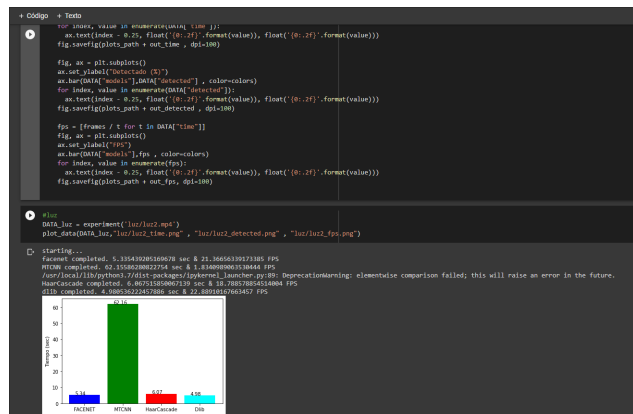 + Código + Texto
for index, value in enumerate(DATA["time"]):
ax.text(index - 0.25, float('{0:.2f}'.format(value)), float('{0:.2f}'.format(value)))
fig.savefig(plots_path + out_time , dpi=100)
fig, ax = plt.subplots()
ax.set_ylabel("Detectado (%)")
ax.bar(DATA["models"],DATA["detected"] , color=colors)
for index, value in enumerate(DATA["detected"]):
ax.text(index - 0.25, float('{0:.2f}'.format(value)), float('{0:.2f}'.format(value)))
fig.savefig(plots_path + out_detected , dpi=100)
fps = [frames / t for t in DATA["time"]]
fig, ax = plt.subplots()
ax.set_ylabel("FPS")
ax.bar(DATA["models"],fps , color=colors)
for index, value in enumerate(fps):
ax.text(index - 0.25, float('{0:.2f}'.format(value)), float('{0:.2f}'.format(value)))
fig.savefig(plots_path + out_fps, dpi=100)
#luz
DATA_luz = experiment('luz/luz2.mp4')
plot_data(DATA_luz,"luz/luz2_time.png" , "luz/luz2_detected.png" , "luz/luz2_fps.png")
starting...
facenet completed. 5.335439205169678 sec & 21.36656339173385 FPS
MTCNN completed. 62.15586280822754 sec & 1.8340989063530444 FPS
/usr/local/lib/python3.7/dist-packages/ipykernel_launcher.py:89: DeprecationWarning: elementwise comparison failed; this will raise an error in the future.
HaarCascade completed. 6.067515850067139 sec & 18.788578854514004 FPS
dlib completed. 4.980536222457886 sec & 22.88910167663457 FPS
62.16
60
50
40
30
20
10
0
Tiempo (sec)
5.34 6.07 4.98
FACENET MTCNN HaarCascade Dlib